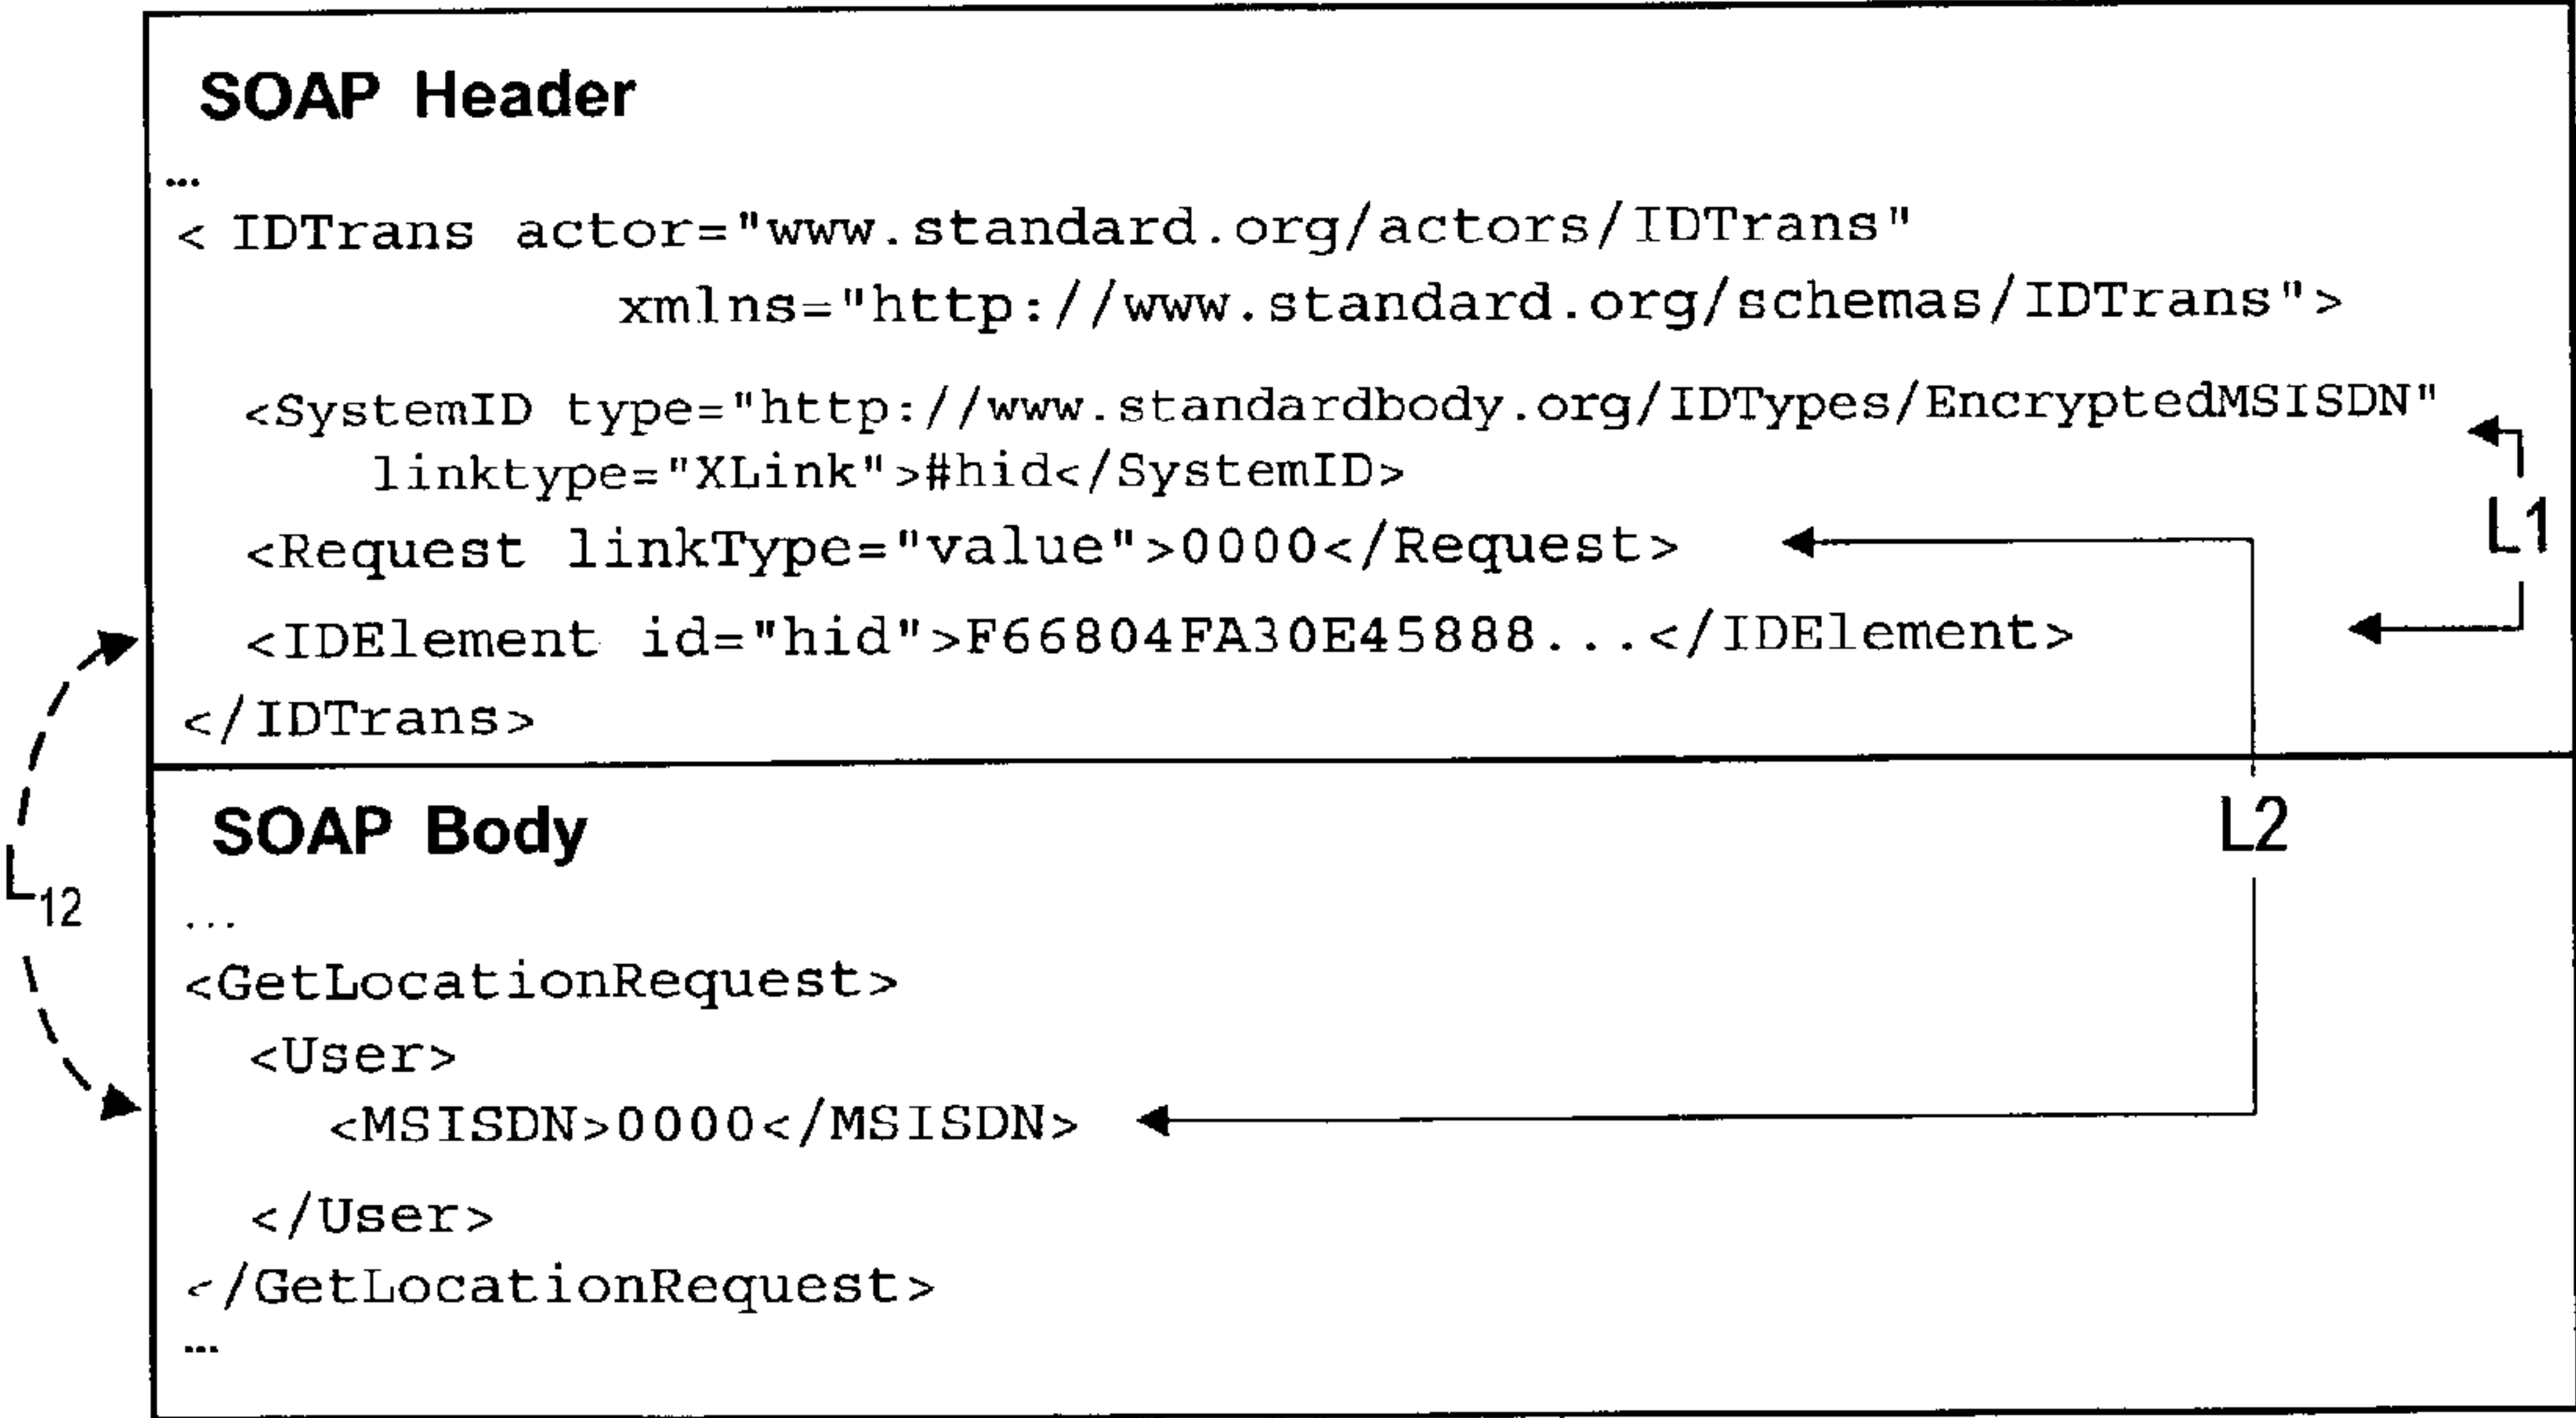 SOAP Header
...
< IDTrans actor="www.standard.org/actors/IDTrans"
xmlns="http://www.standard.org/schemas/IDTrans">
<SystemID type="http://www.standardbody.org/IDTypes/EncryptedMSISDN"
linktype="XLink">#hid</SystemID>
L1
<Request linkType="value">0000</Request>
<IDElement id="hid">F66804FA30E45888...</IDElement>
</IDTrans>
SOAP Body
L2
L12
...
<GetLocationRequest>
<User>
<MSISDN>0000</MSISDN>
</User>
</GetLocationRequest>
...